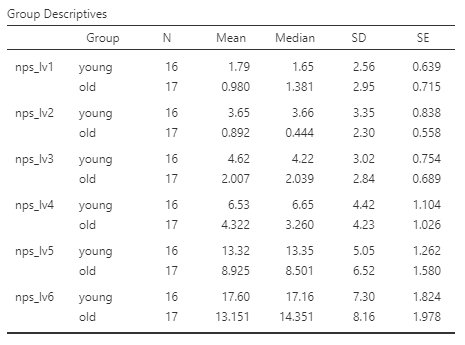 Group Descriptives
Group N Mean Median SD SE
nps_lv1 young 16 1.79 1.65 2.56 0.639
old 17 0.980 1.381 2.95 0.715
nps_lv2 young 16 3.65 3.66 3.35 0.838
old 17 0.892 0.444 2.30 0.558
nps_lv3 young 16 4.62 4.22 3.02 0.754
old 17 2.007 2.039 2.84 0.689
nps_lv4 young 16 6.53 6.65 4.42 1.104
old 17 4.322 3.260 4.23 1.026
nps_lv5 young 16 13.32 13.35 5.05 1.262
old 17 8.925 8.501 6.52 1.580
nps_lv6 young 16 17.60 17.16 7.30 1.824
old 17 13.151 14.351 8.16 1.978